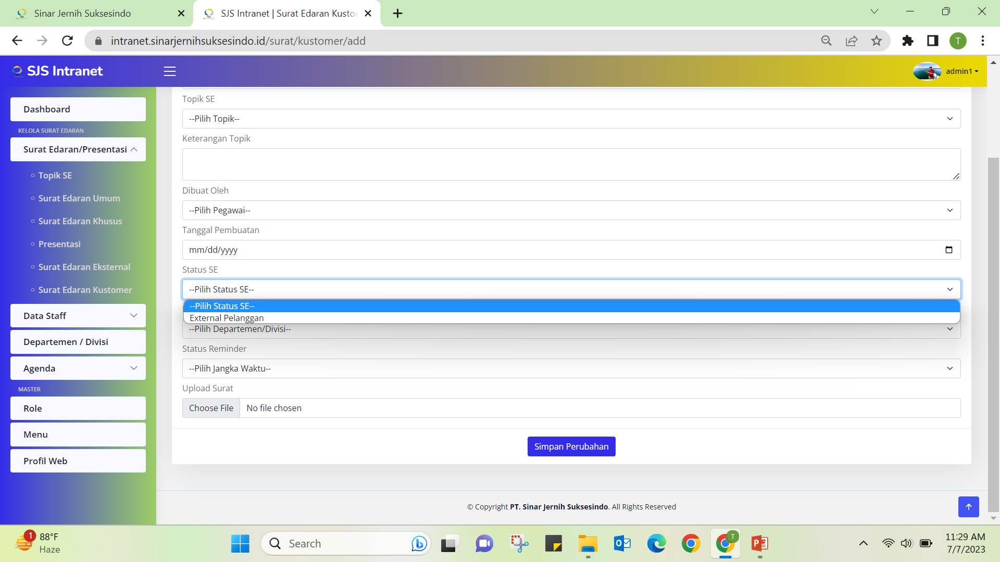 Sinar Jernih Suksesindo
SJS Intranet | Surat Edaran Kustor
intranet.sinarjernihsuksesindo.id/surat/kustomer/add
T
SJS Intranet
admin1
Dashboard
KELOLA SURAT EDARAN
Surat Edaran/Presentasi
Topik SE
Surat Edaran Umum
Surat Edaran Khusus
Presentasi
Surat Edaran Eksternal
Surat Edaran Kustomer
Data Staff
Departemen / Divisi
Agenda
MASTER
Role
Menu
Profil Web
Topik SE
--Pilih Topik--
Keterangan Topik
Dibuat Oleh
--Pilih Pegawai--
Tanggal Pembuatan
mm/dd/yyyy
Status SE
--Pilih Status SE--
--Pilih Status SE--
External Pelanggan
--Pilih Departemen/Divisi--
Status Reminder
--Pilih Jangka Waktu--
Upload Surat
Choose File No file chosen
Simpan Perubahan
© Copyright PT. Sinar Jernih Suksesindo. All Rights Reserved
1
88°F
Haze
Search
T
11:29 AM
7/7/2023